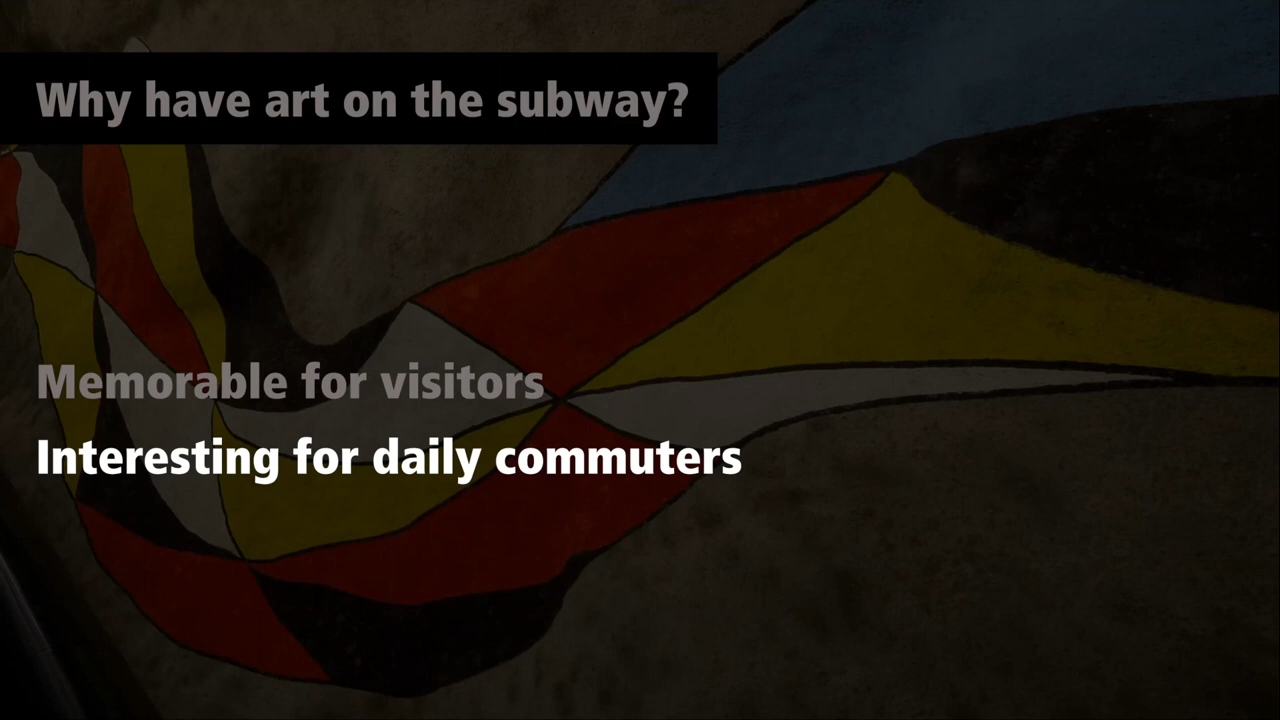 Why have art on the subway?
Memorable for visitors
Interesting for daily commuters